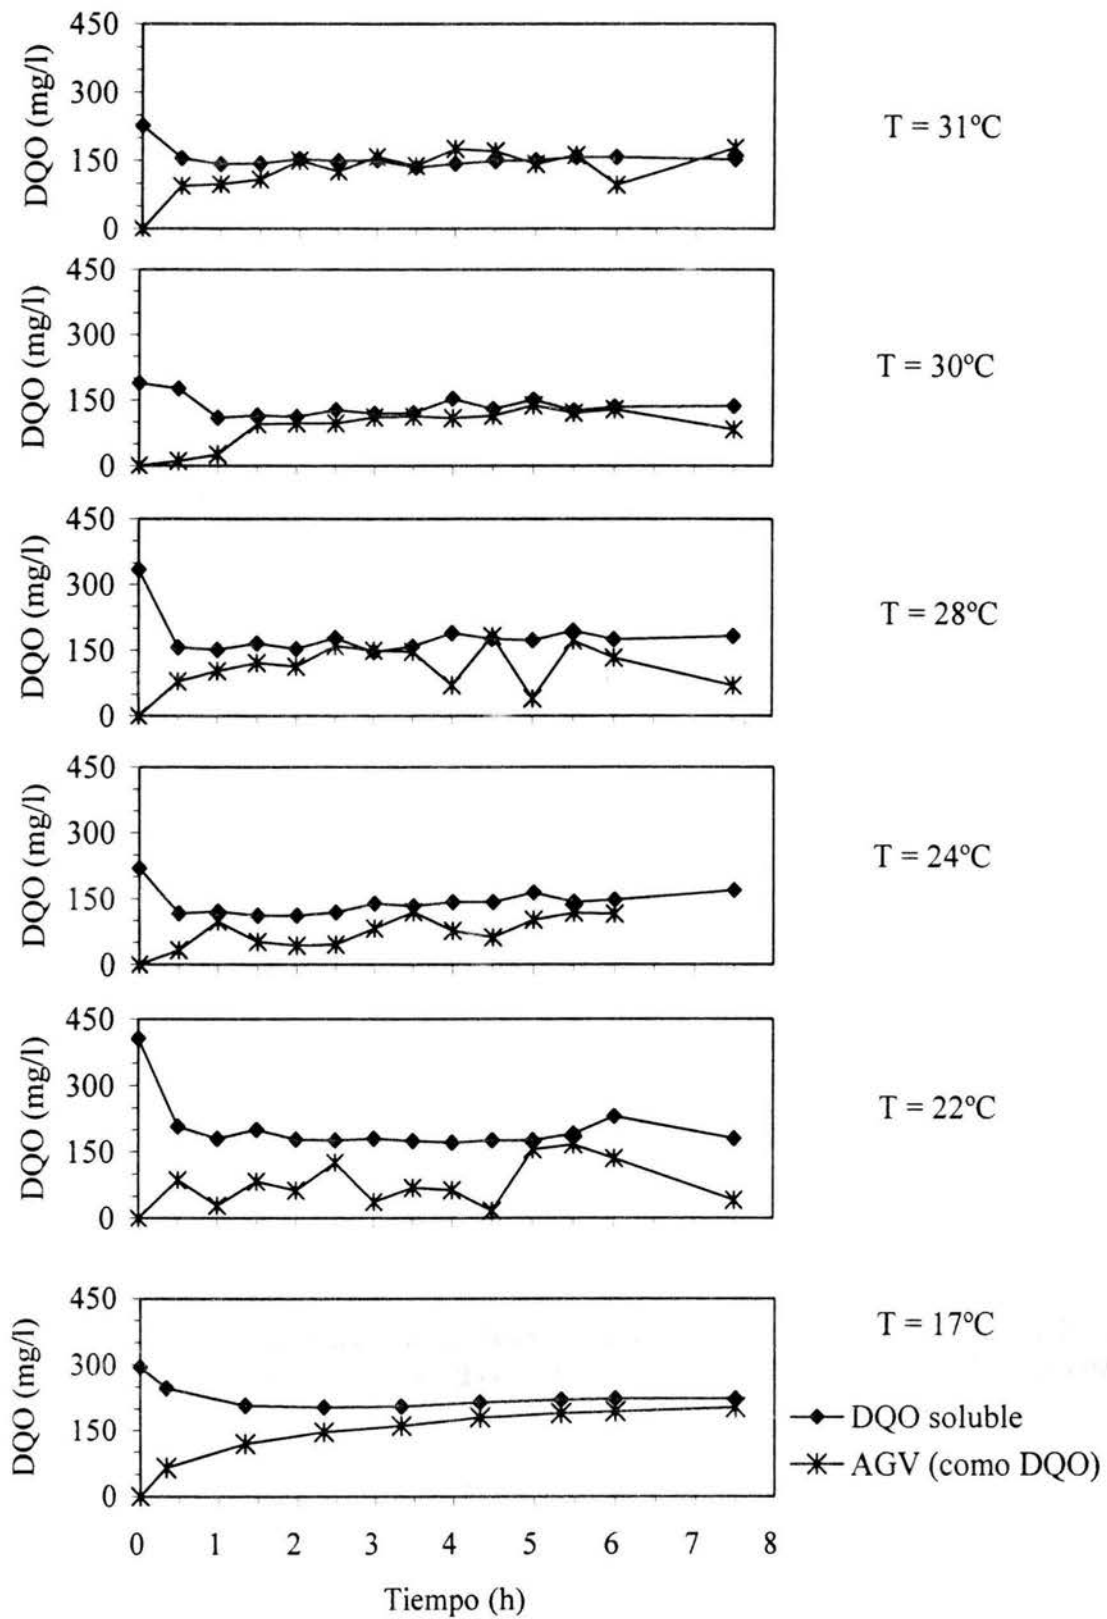 450
300
150
0
DQO (mg/l)
T = 31ºC
450
300
150
0
DQO (mg/l)
T = 30ºC
450
300
150
0
DQO (mg/l)
T = 28ºC
450
300
150
0
DQO (mg/l)
T = 24ºC
450
300
150
0
DQO (mg/l)
T = 22ºC
450
300
150
0
DQO (mg/l)
T = 17ºC
DQO soluble
AGV (como DQO)
0 1 2 3 4 5 6 7 8
Tiempo (h)